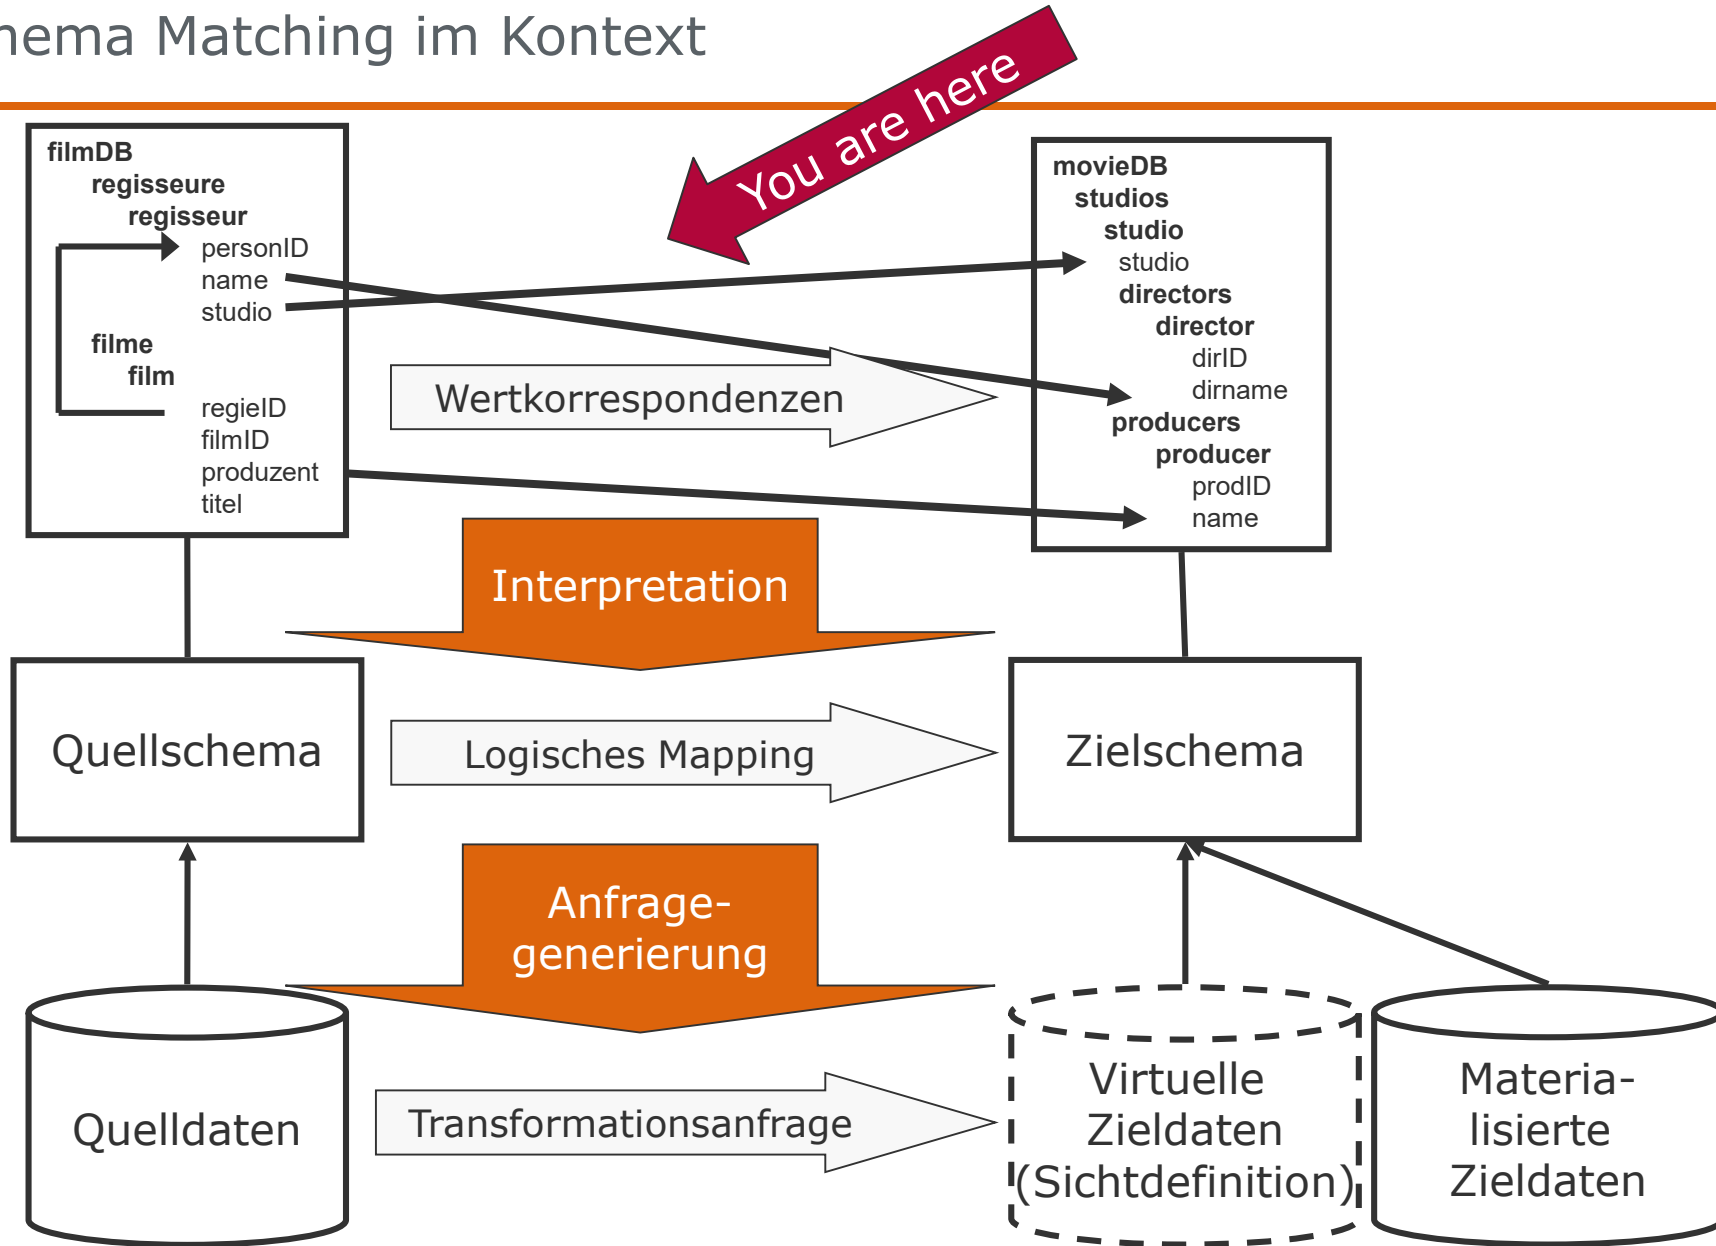 hema Matching im Kontext
You are here
filmDB
regisseure
regisseur
personID
name
studio
filme
film
regieID
filmID
produzent
titel
Wertkorrespondenzen
movieDB
studios
studio
studio
directors
director
dirID
dirname
producers
producer
prodID
name
Interpretation
Quellschema
Logisches Mapping
Zielschema
Anfrage-
generierung
Quelldaten
Transformationsanfrage
Virtuelle
Zieldaten
(Sichtdefinition)
Materia-
lisierte
Zieldaten